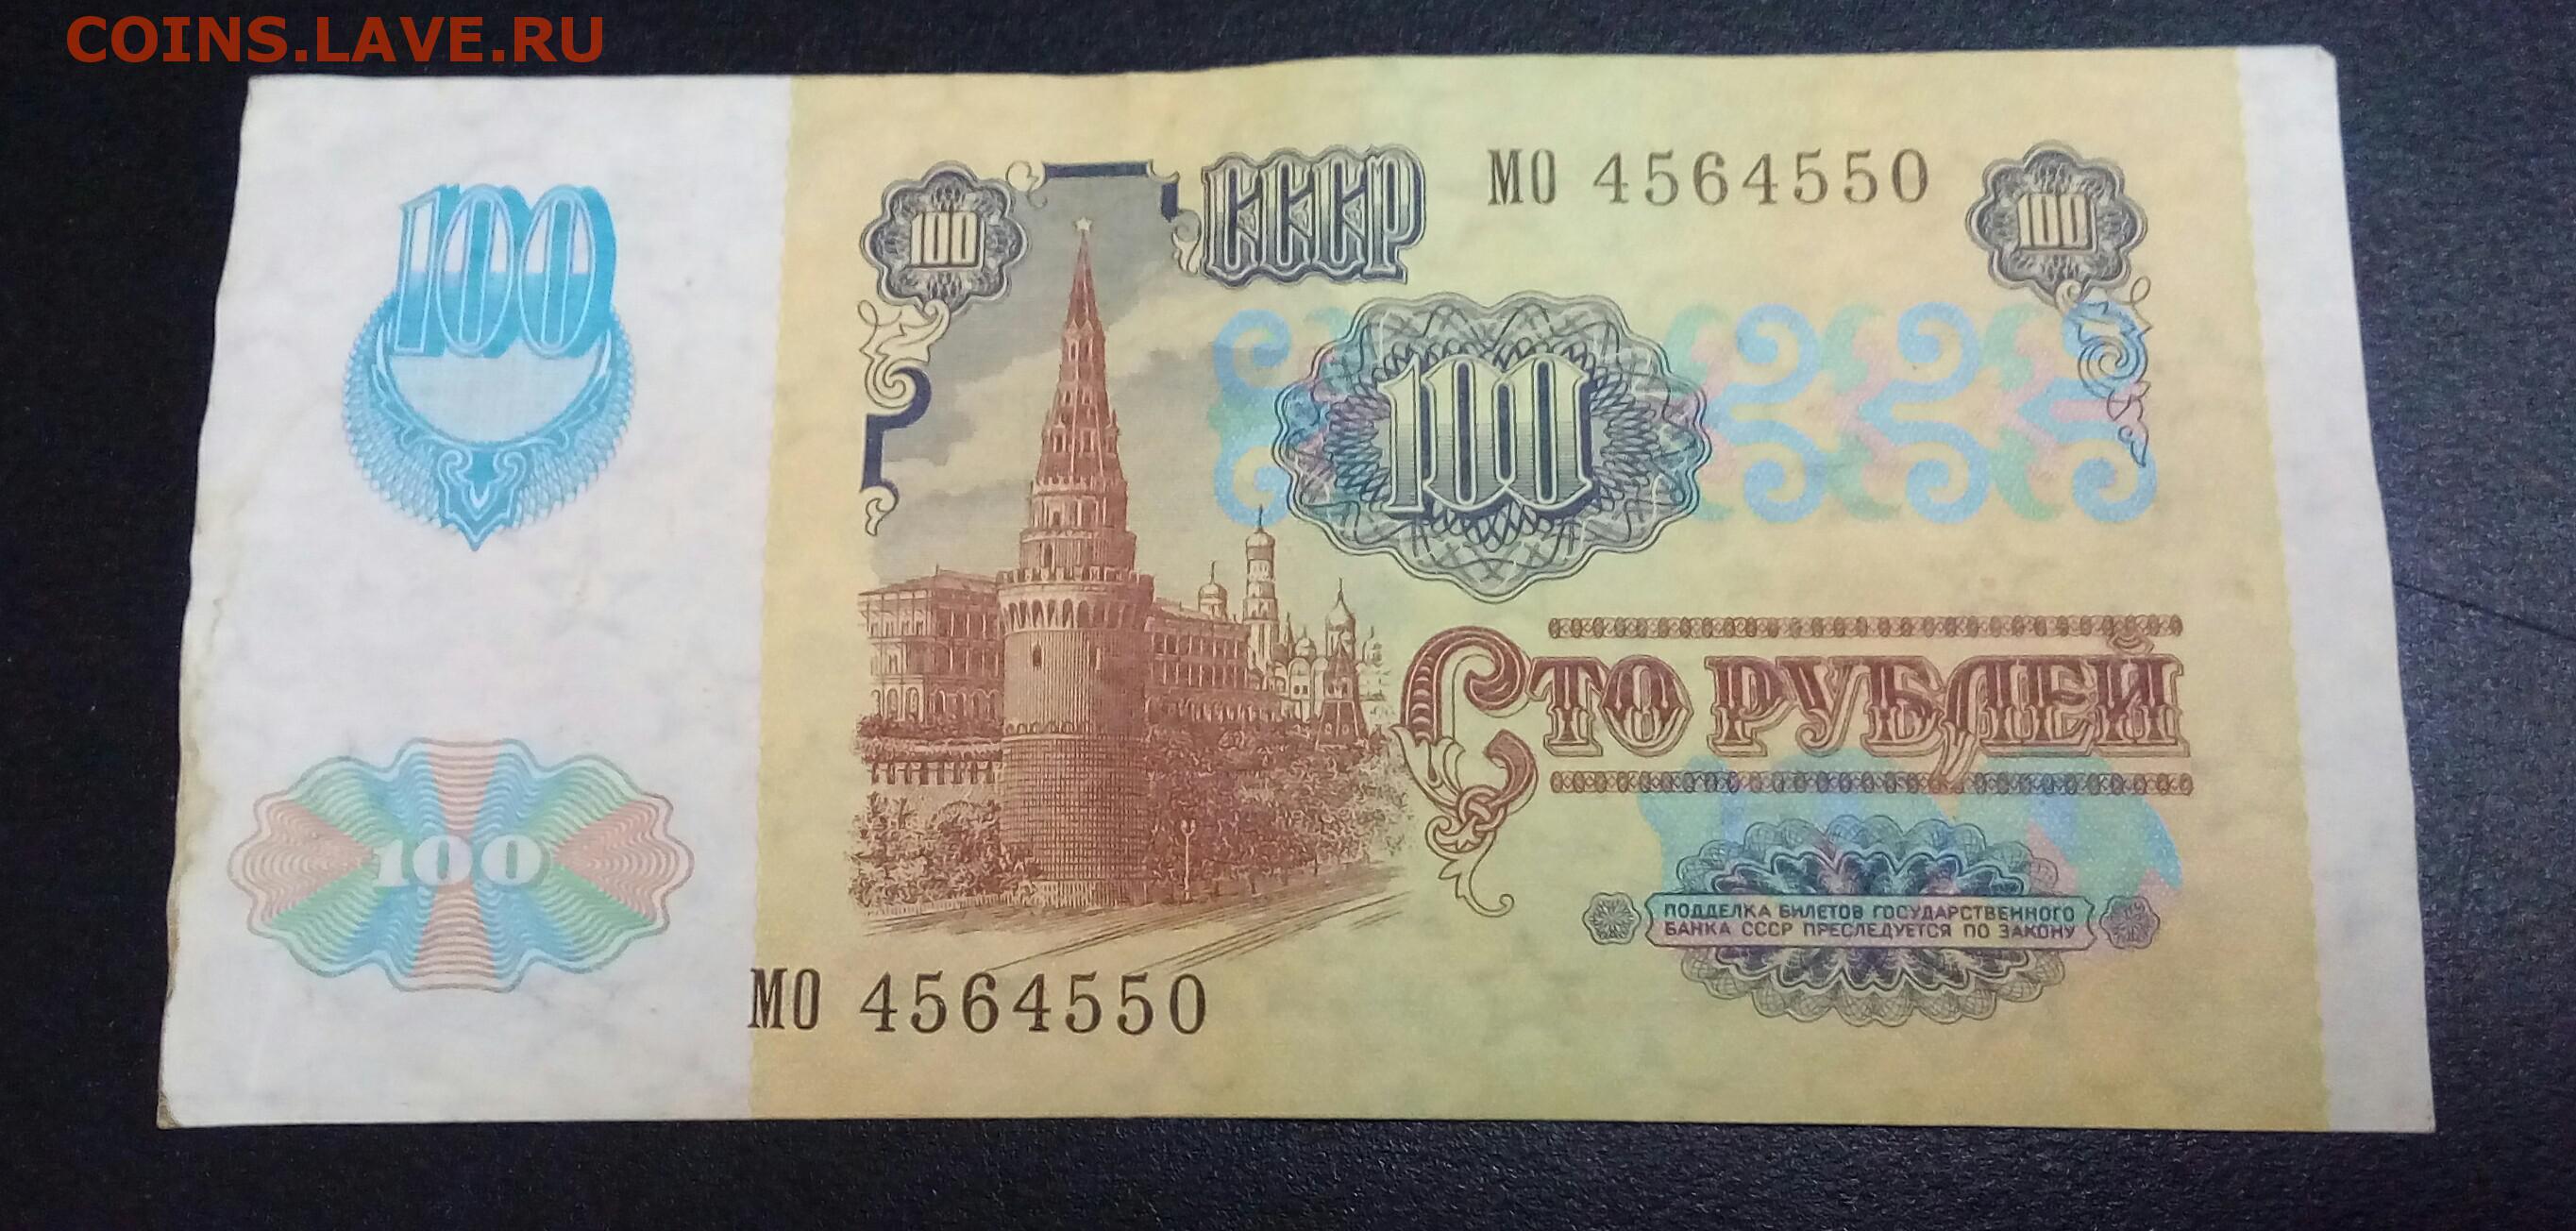 COINS.LAVE.RU
100
100
СССР
МО 4564550
100
100
СТО РУБЛЕЙ
ПОДДЕЛКА БИЛЕТОВ ГОСУДАРСТВЕННОГО
БАНКА СССР ПРЕСЛЕДУЕТСЯ ПО ЗАКОНУ
100
МО 4564550